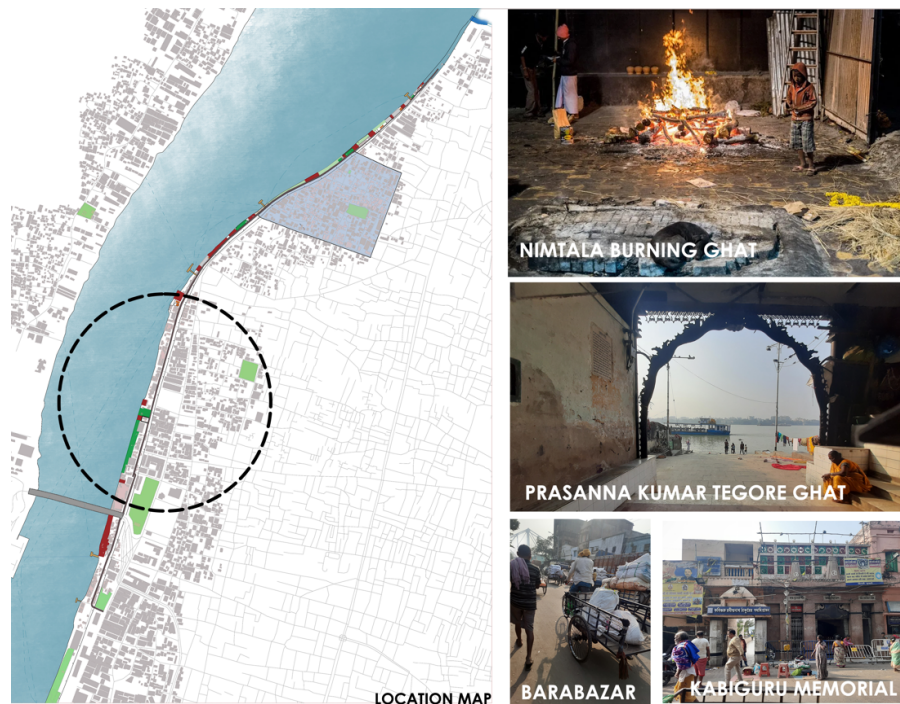 NIMTALA BURNING GHAT
PRASANNA KUMAR TEGORE GHAT
BARABAZAR
KABIGURU MEMORIAL
LOCATION MAP